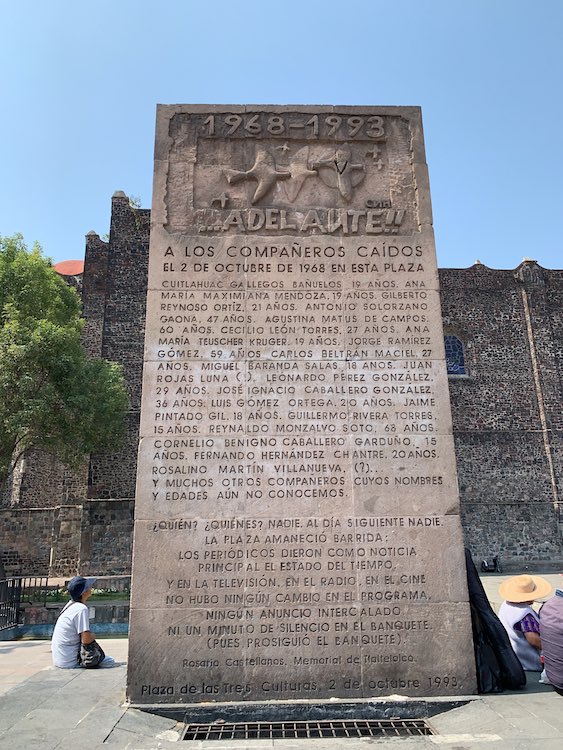 1968-1993
CMH
¡¡¡ADELANTE!!
A LOS COMPAÑEROS CAÍDOS
EL 2 DE OCTUBRE DE 1968 EN ESTA PLAZA
CUITLAHUAC GALLEGOS BAÑUELOS, 19 AÑOS. ANA
MARÍA MAXIMIANA MENDOZA, 19 AÑOS. GILBERTO
REYNOSO ORTÍZ, 21 AÑOS. ANTONIO SOLORZANO
GAONA, 47 AÑOS. AGUSTINA MATUS DE CAMPOS,
60 AÑOS. CECILIO LEÓN TORRES, 27 AÑOS. ANA
MARÍA TEUSCHER KRUGER, 19 AÑOS. JORGE RAMÍREZ
GÓMEZ, 59 AÑOS. CARLOS BELTRÁN MACIEL, 27
AÑOS. MIGUEL BARANDA SALAS, 18 AÑOS. JUAN
ROJAS LUNA (?). LEONARDO PÉREZ GONZÁLEZ,
29 AÑOS. JOSÉ IGNACIO CABALLERO GONZÁLEZ,
36 AÑOS. LUIS GOMEZ ORTEGA, 20 AÑOS. JAIME
PINTADO GIL, 18 AÑOS. GUILLERMO RIVERA TORRES,
15 AÑOS. REYNALDO MONZALVO SOTO, 68 AÑOS.
CORNELIO BENIGNO CABALLERO GARDUÑO, 15
AÑOS. FERNANDO HERNÁNDEZ CHANTRE, 20 AÑOS.
ROSALINO MARTÍN VILLANUEVA, (?)...
Y MUCHOS OTROS COMPAÑEROS CUYOS NOMBRES
Y EDADES AÚN NO CONOCEMOS.
¿QUIÉN? ¿QUIÉNES? NADIE. AL DÍA SIGUIENTE NADIE.
LA PLAZA AMANECIÓ BARRIDA;
LOS PERIÓDICOS DIERON COMO NOTICIA
PRINCIPAL EL ESTADO DEL TIEMPO,
Y EN LA TELEVISIÓN, EN EL RADIO, EN EL CINE
NO HUBO NINGÚN CAMBIO EN EL PROGRAMA,
NINGÚN ANUNCIO INTERCALADO
NI UN MINUTO DE SILENCIO EN EL BANQUETE.
(PUES PROSIGUIÓ EL BANQUETE).
Rosario Castellanos, Memorial de Tlaltelolco.
Plaza de las Tres Culturas, 2 de octubre 1993.